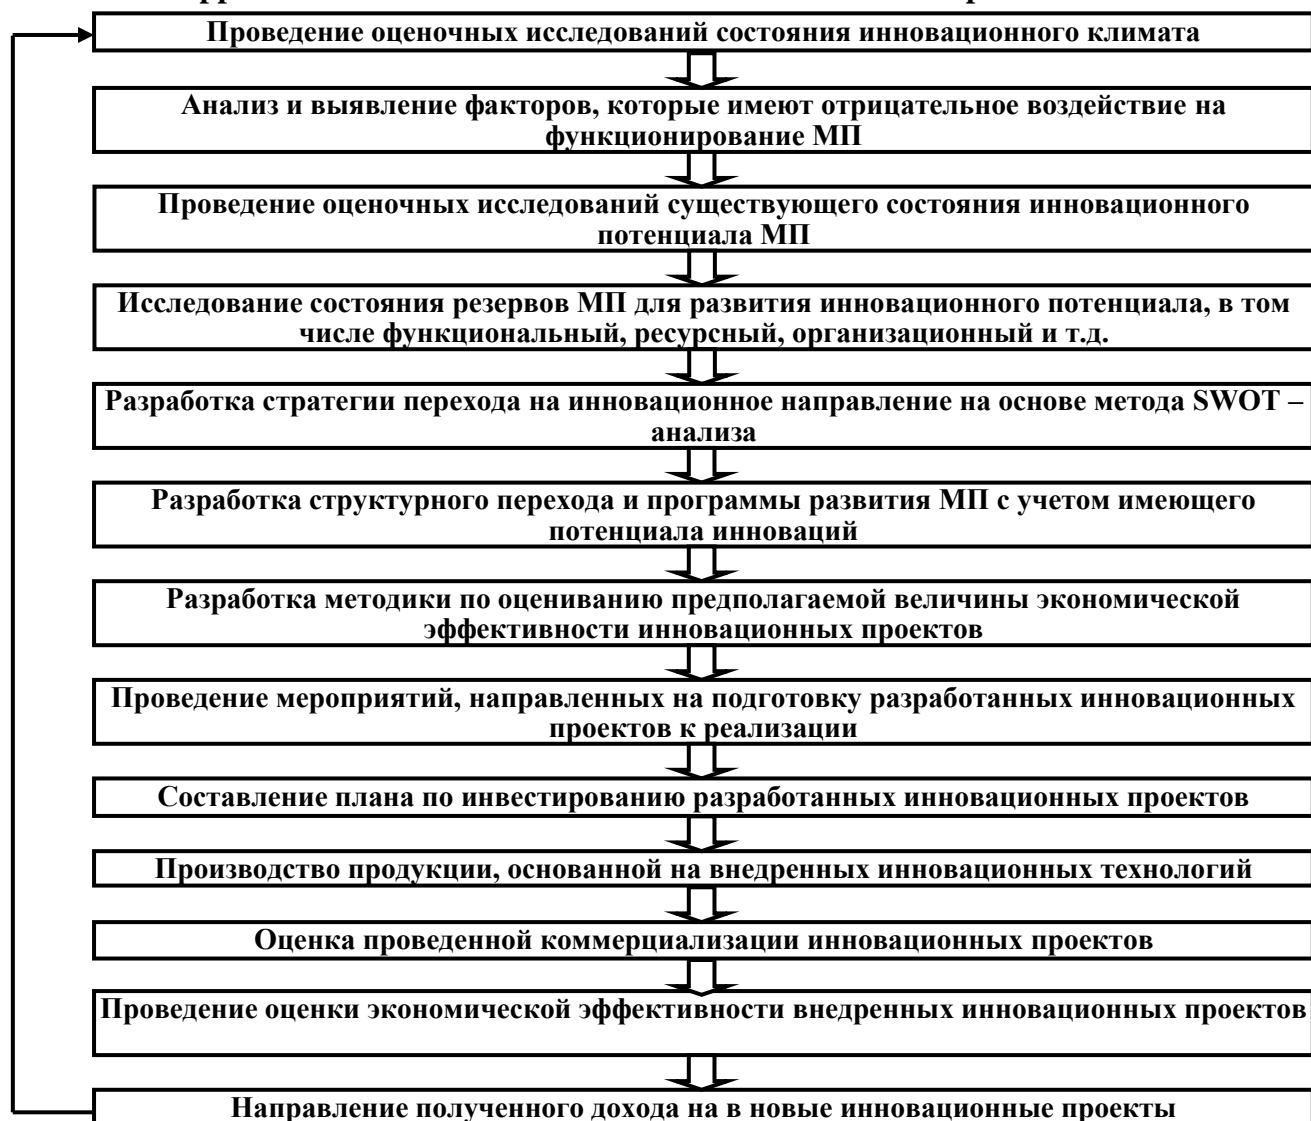 Проведение оценочных исследований состояния инновационного климата
Анализ и выявление факторов, которые имеют отрицательное воздействие на
функционирование МП
Проведение оценочных исследований существующего состояния инновационного
потенциала МП
Исследование состояния резервов МП для развития инновационного потенциала, в том
числе функциональный, ресурсный, организационный и т.д.
Разработка стратегии перехода на инновационное направление на основе метода SWOT –
анализа
Разработка структурного перехода и программы развития МП с учетом имеющего
потенциала инноваций
Разработка методики по оцениванию предполагаемой величины экономической
эффективности инновационных проектов
Проведение мероприятий, направленных на подготовку разработанных инновационных
проектов к реализации
Составление плана по инвестированию разработанных инновационных проектов
Производство продукции, основанной на внедренных инновационных технологий
Оценка проведенной коммерциализации инновационных проектов
Проведение оценки экономической эффективности внедренных инновационных проектов
Направление полученного дохода на в новые инновационные проекты